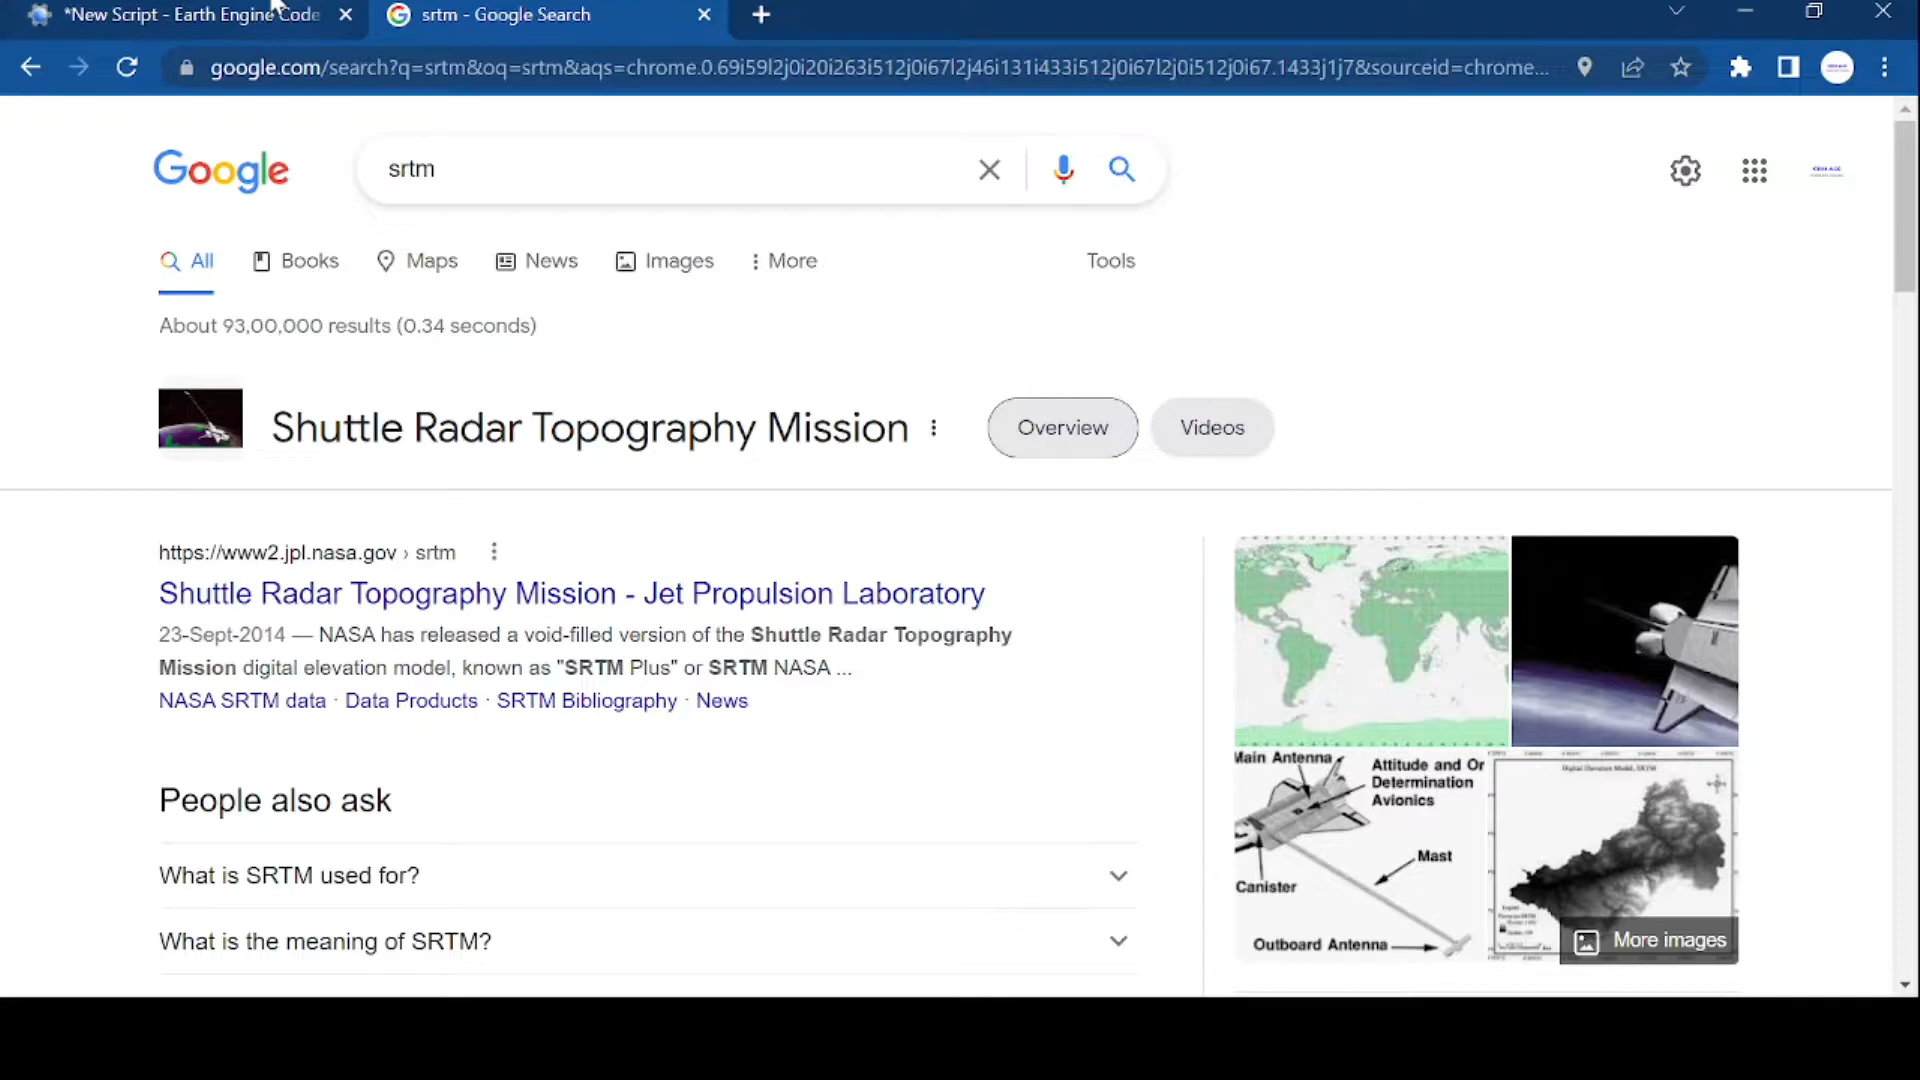 *New Script - Earth Engine Code
srtm - Google Search
google.com/search?q=srtm&oq=srtm&aqs=chrome.0.69i59l2j0i20i263i512j0i67l2j46i131i433i512j0i67l2j0i512j0i67.1433j1j7&sourceid=chrome...
Google
srtm
All
Books
Maps
News
Images
More
Tools
About 93,00,000 results (0.34 seconds)
Shuttle Radar Topography Mission
Overview
Videos
https://www2.jpl.nasa.gov › srtm
Shuttle Radar Topography Mission - Jet Propulsion Laboratory
23-Sept-2014 — NASA has released a void-filled version of the Shuttle Radar Topography
Mission digital elevation model, known as "SRTM Plus" or SRTM NASA ...
NASA SRTM data · Data Products · SRTM Bibliography · News
People also ask
What is SRTM used for?
What is the meaning of SRTM?
Main Antenna
Attitude and Or
Determination
Avionics
Mast
Canister
Outboard Antenna
Digital Elevation Model, SRTM
More images